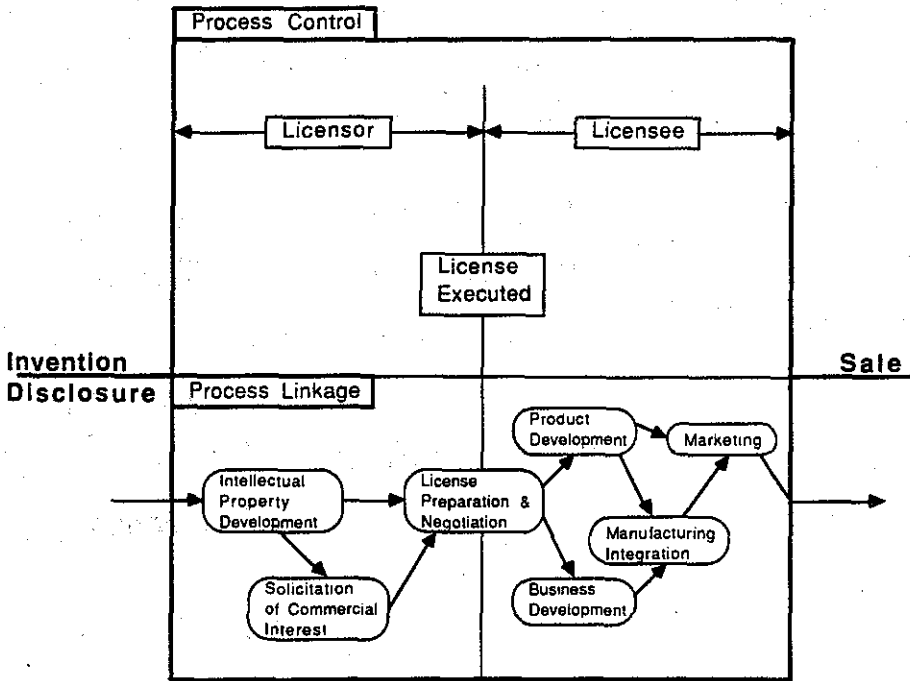 Process Control
Licensor
Licensee
License
Executed
Invention
Disclosure
Sale
Process Linkage
Product
Development
Marketing
Intellectual
Property
Development
License
Preparation &
Negotiation
Manufacturing
Integration
Solicitation
of Commercial
Interest
Business
Development